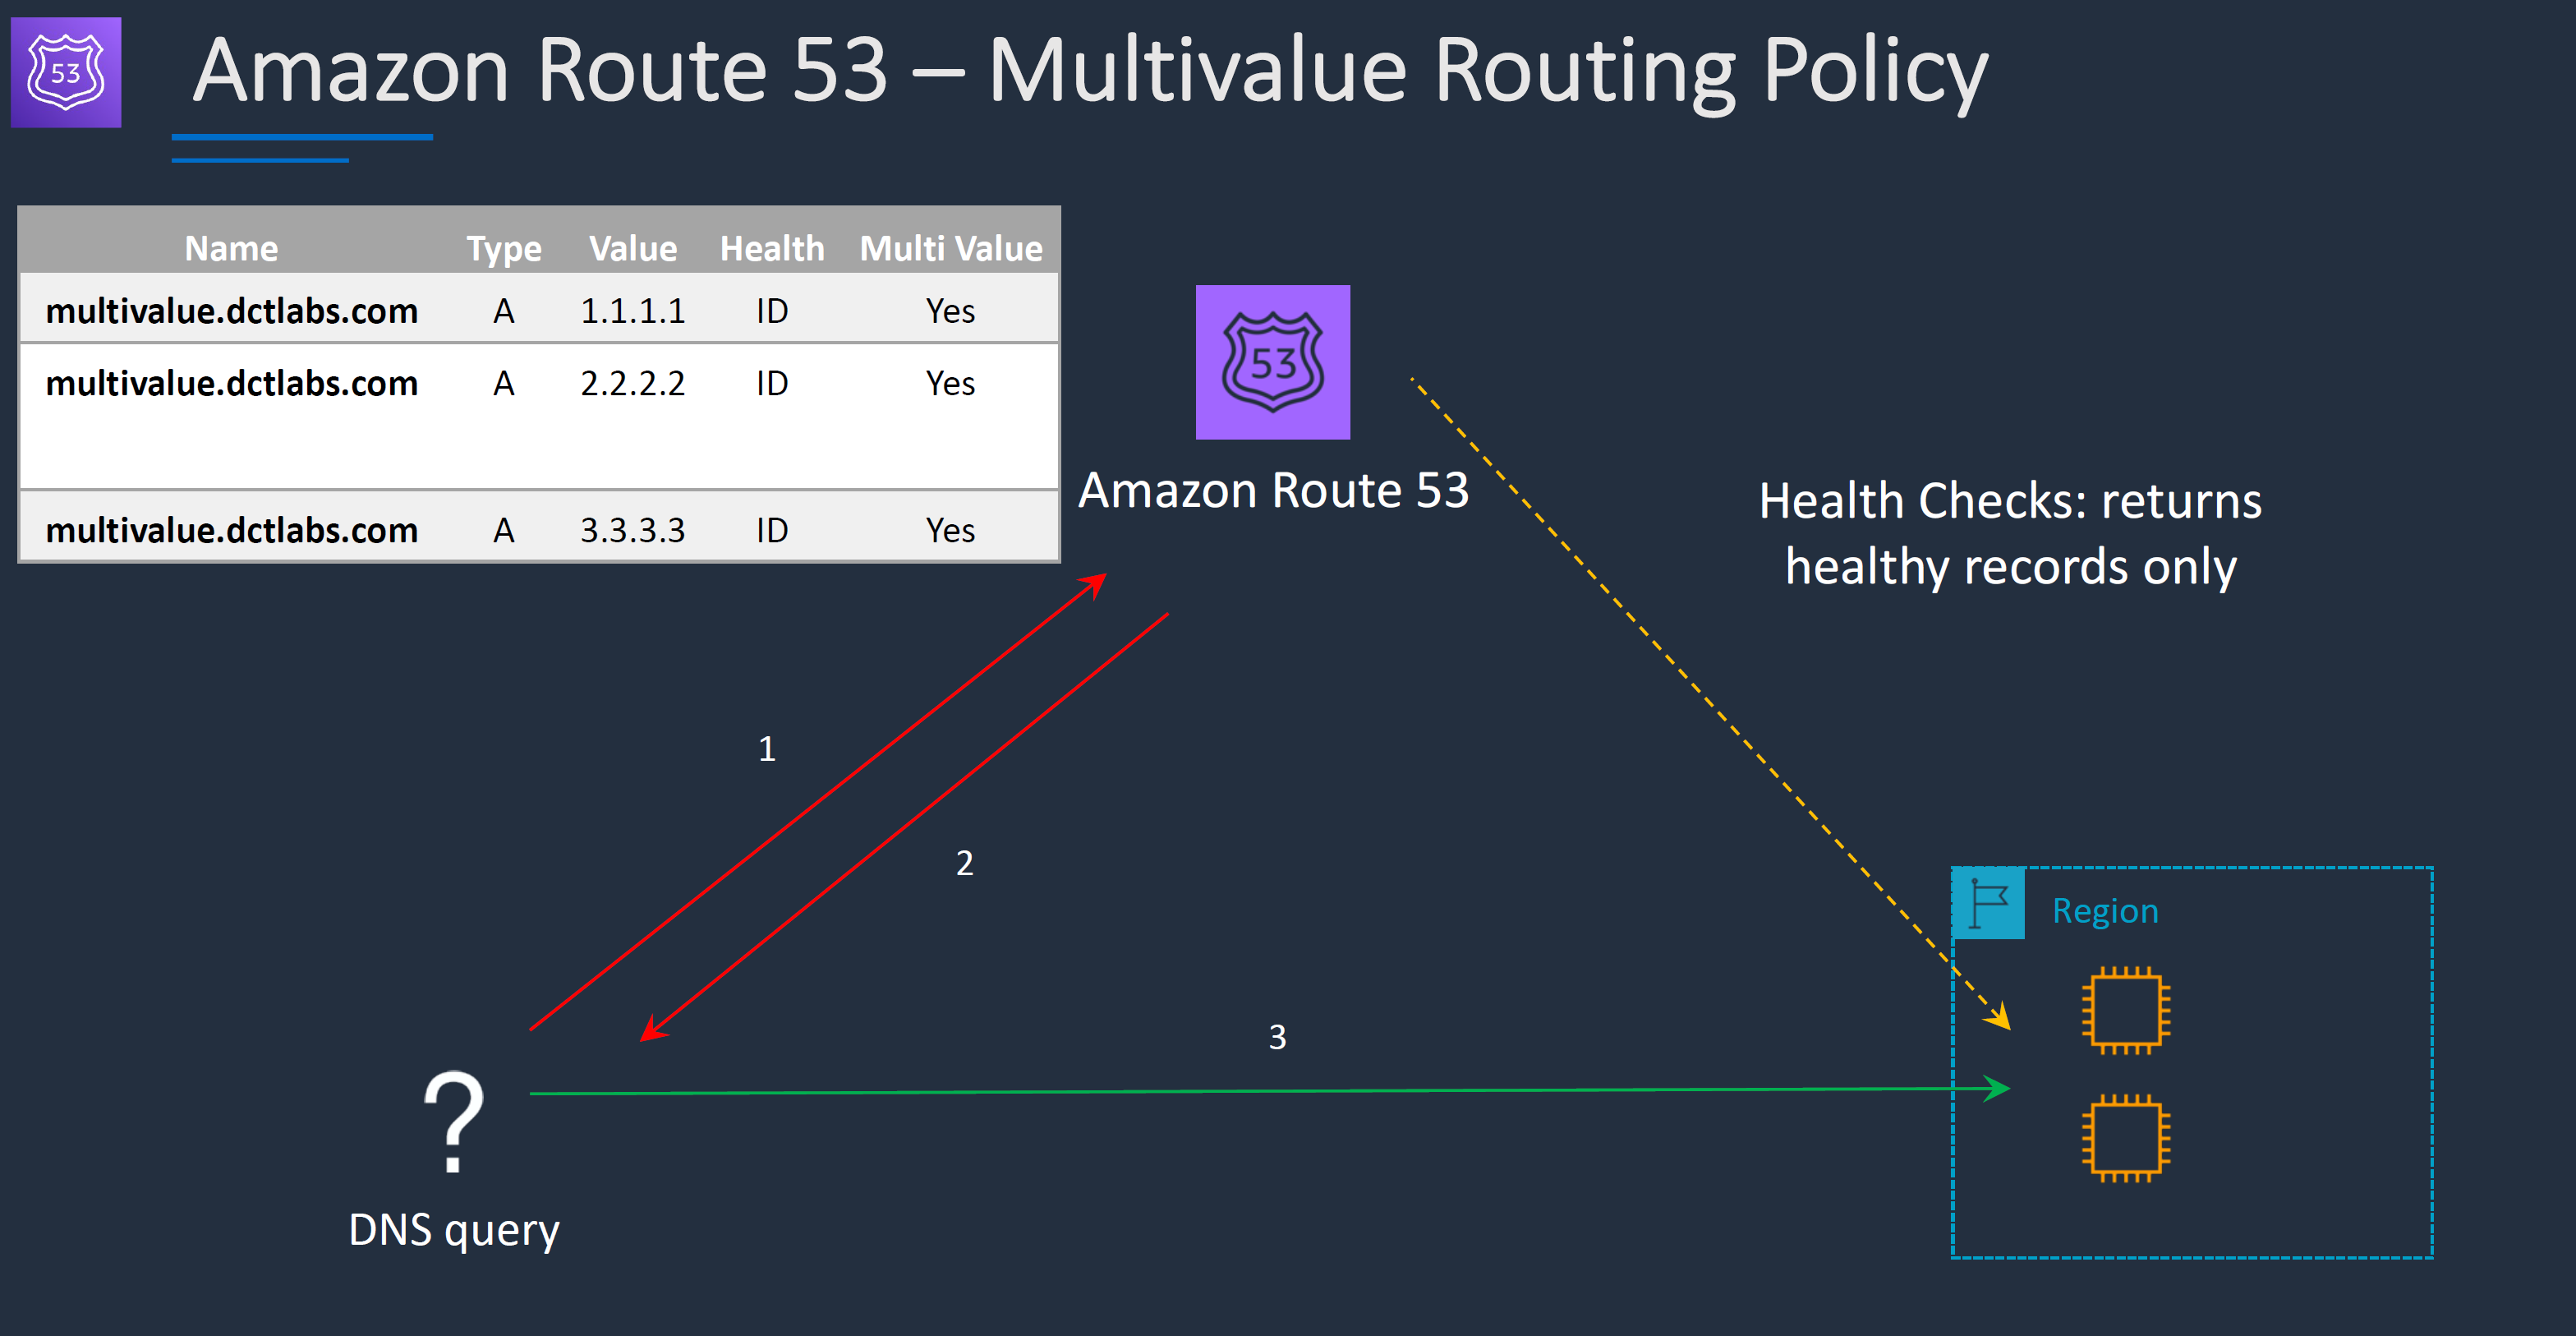 53
Amazon Route 53 – Multivalue Routing Policy
Name Type Value Health Multi Value
multivalue.dctlabs.com A 1.1.1.1 ID Yes
multivalue.dctlabs.com A 2.2.2.2 ID Yes
multivalue.dctlabs.com A 3.3.3.3 ID Yes
53
Amazon Route 53
Health Checks: returns
healthy records only
1
2
Region
3
?
DNS query